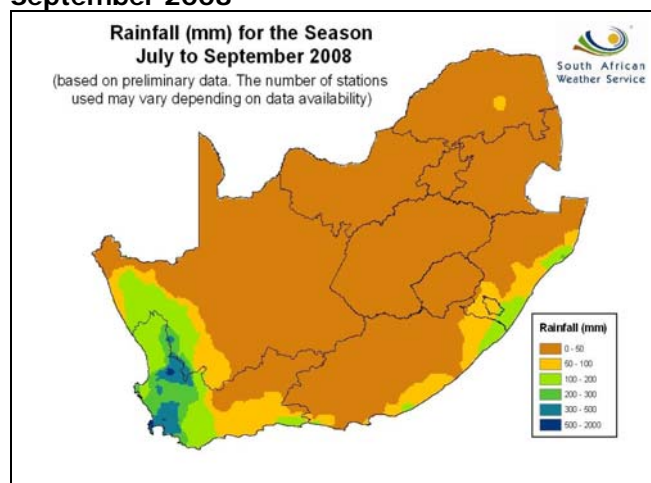 September 2008
Rainfall (mm) for the Season
July to September 2008
(based on preliminary data. The number of stations
used may vary depending on data availability)
South African
Weather Service
Rainfall (mm)
0 - 50
50 - 100
100 - 200
200 - 300
300 - 500
500 - 2000